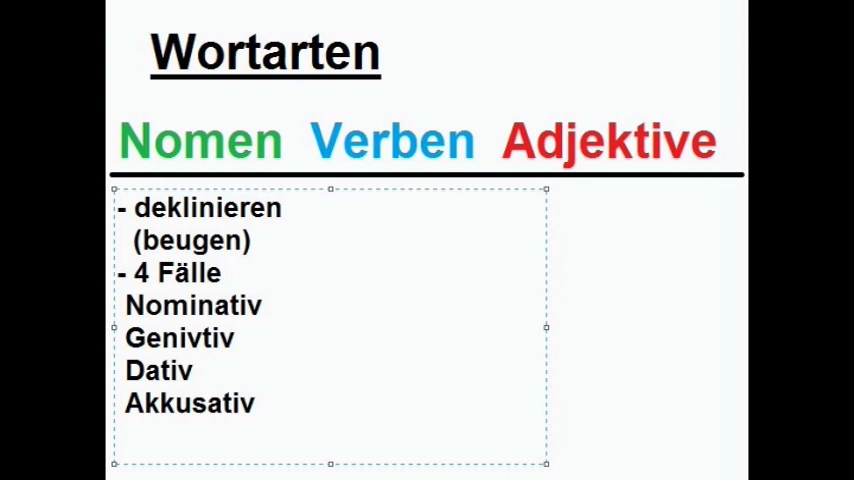 Wortarten
Nomen Verben Adjektive
- deklinieren
(beugen)
- 4 Fälle
Nominativ
Genivtiv
Dativ
Akkusativ